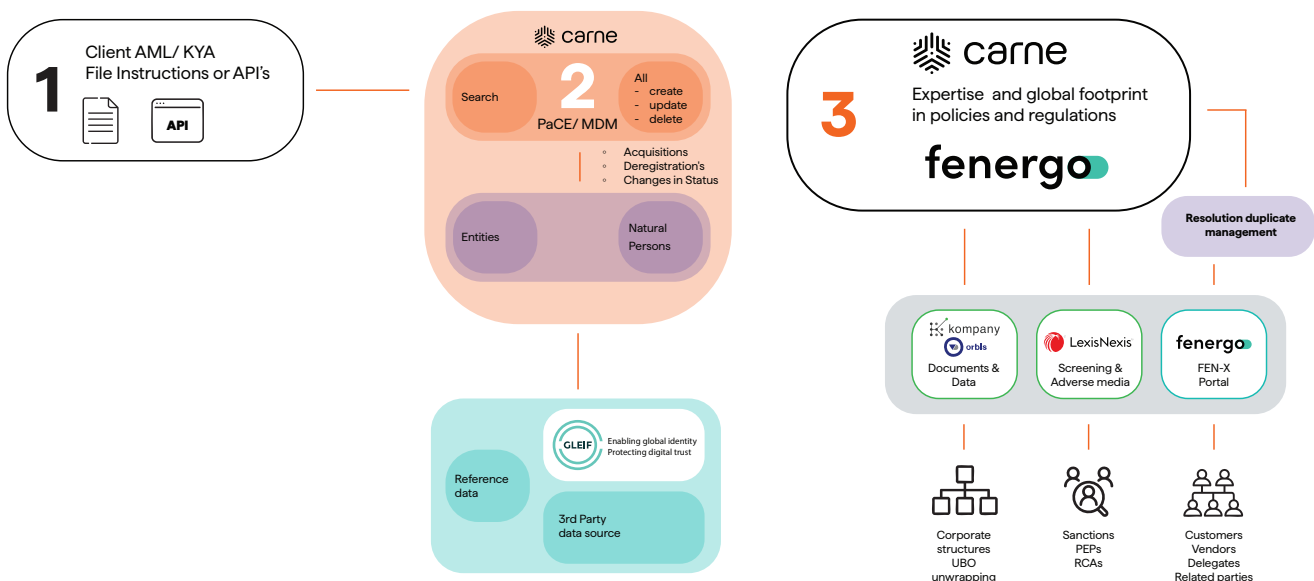 1
Client AML/ KYA
File Instructions or API's
API
carne
Search
2
PaCE/ MDM
All
- create
- update
- delete
◦ Acquisitions
◦ Deregistration's
◦ Changes in Status
Entities
Natural
Persons
Reference
data
GLEIF
Enabling global identity
Protecting digital trust
3rd Party
data source
3
carne
Expertise and global footprint
in policies and regulations
fenergo
Resolution duplicate
management
kompany
orbis
Documents &
Data
LexisNexis
Screening &
Adverse media
fenergo
FEN-X
Portal
Corporate
structures
UBO
unwrapping
Sanctions
PEPs
RCAs
Customers
Vendors
Delegates
Related parties